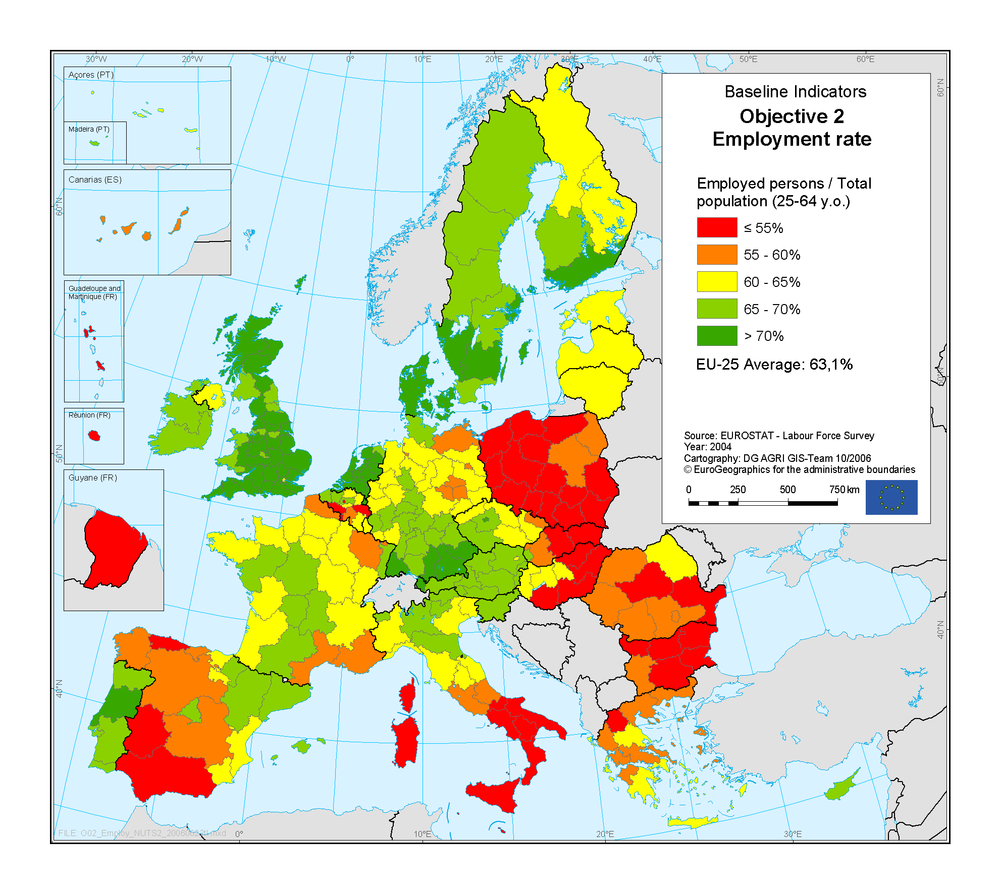 30°W 20°W 10°W 0° 10°E 20°E 30°E 40°E 50°E 60°E
Açores (PT)
Madeira (PT)
Canarias (ES)
Guadeloupe and
Martinique (FR)
Réunion (FR)
Guyane (FR)
60°N
50°N
40°N
60°N
50°N
40°N
Baseline Indicators
Objective 2
Employment rate
Employed persons / Total
population (25-64 y.o.)
≤ 55%
55 - 60%
60 - 65%
65 - 70%
> 70%
EU-25 Average: 63,1%
Source: EUROSTAT - Labour Force Survey
Year: 2004
Cartography: DG AGRI GIS-Team 10/2006
© EuroGeographics for the administrative boundaries
0 250 500 750 km
FILE: O02_Employ_NUTS2_20060622tl.mxd
0° 10°E 20°E 30°E